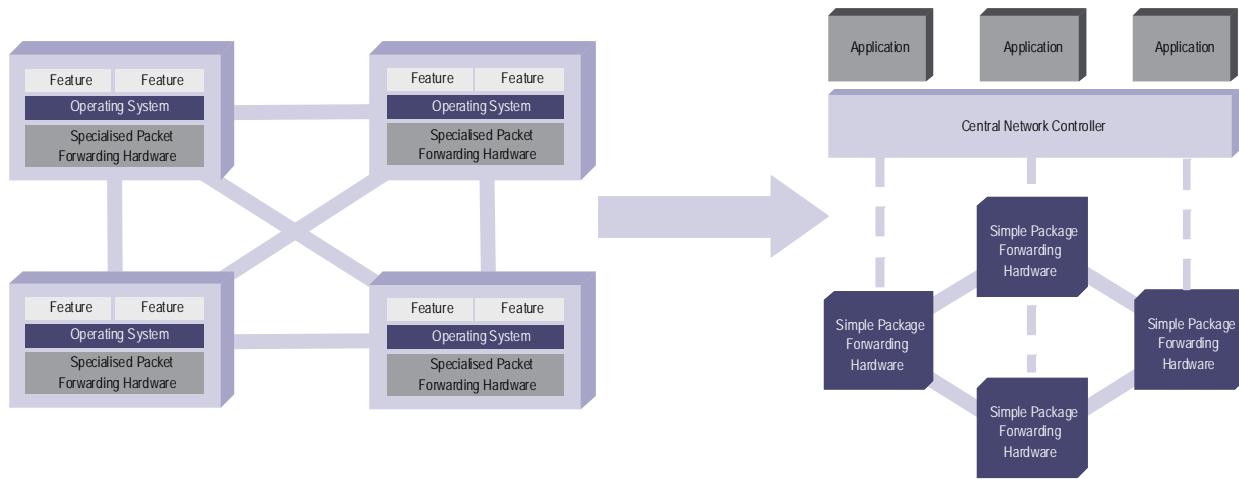 Feature Feature
Operating System
Specialised Packet
Forwarding Hardware
Feature Feature
Operating System
Specialised Packet
Forwarding Hardware
Feature Feature
Operating System
Specialised Packet
Forwarding Hardware
Feature Feature
Operating System
Specialised Packet
Forwarding Hardware
Application Application Application
Central Network Controller
Simple Package
Forwarding
Hardware
Simple Package
Forwarding
Hardware
Simple Package
Forwarding
Hardware
Simple Package
Forwarding
Hardware